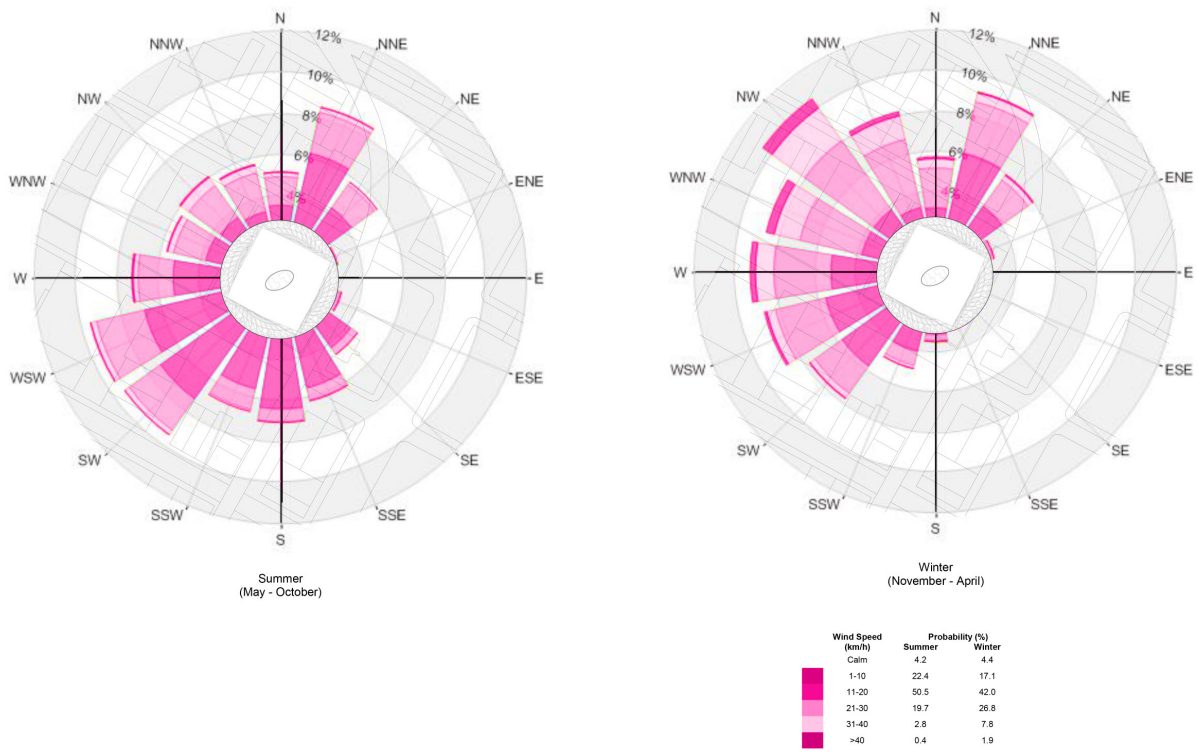 N
12%
NNW
NNE
10%
NW
NE
8%
6%
WNW
4%
ENE
W
E
WSW
ESE
SW
SE
SSW
SSE
S
Summer
(May - October)
N
12%
NNW
NNE
10%
NW
NE
8%
6%
WNW
4%
ENE
W
E
WSW
ESE
SW
SE
SSW
SSE
S
Winter
(November - April)
Wind Speed Probability (%)
(km/h) Summer Winter
Calm 4.2 4.4
1-10 22.4 17.1
11-20 50.5 42.0
21-30 19.7 26.8
31-40 2.8 7.8
>40 0.4 1.9